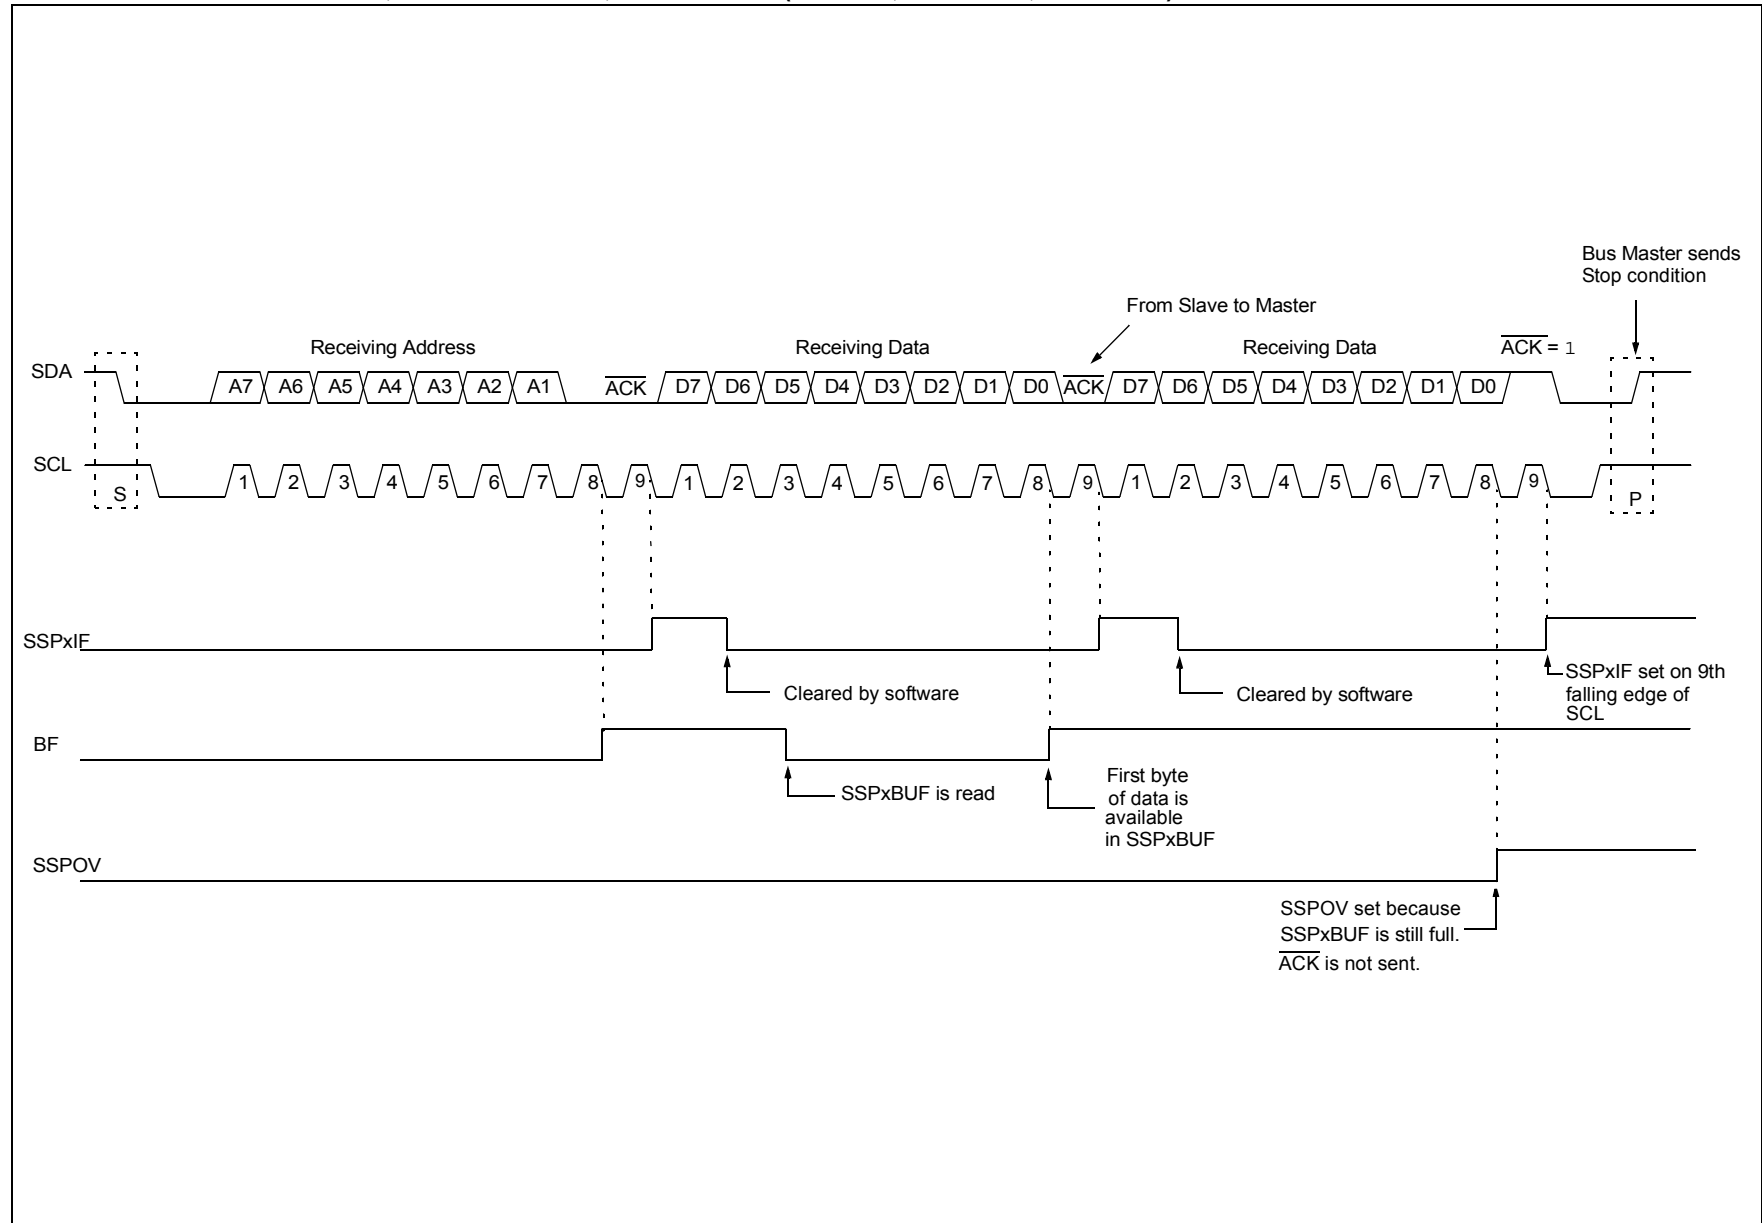 Bus Master sends
Stop condition
From Slave to Master
Receiving Address
Receiving Data
Receiving Data
ACK = 1
SDA
A7 A6 A5 A4 A3 A2 A1 ACK D7 D6 D5 D4 D3 D2 D1 D0 ACK D7 D6 D5 D4 D3 D2 D1 D0
SCL
S
1 2 3 4 5 6 7 8 9 1 2 3 4 5 6 7 8 9 1 2 3 4 5 6 7 8 9
P
SSPxIF
Cleared by software
Cleared by software
SSPxIF set on 9th
falling edge of
SCL
BF
SSPxBUF is read
First byte
of data is
available
in SSPxBUF
SSPOV
SSPOV set because
SSPxBUF is still full.
ACK is not sent.